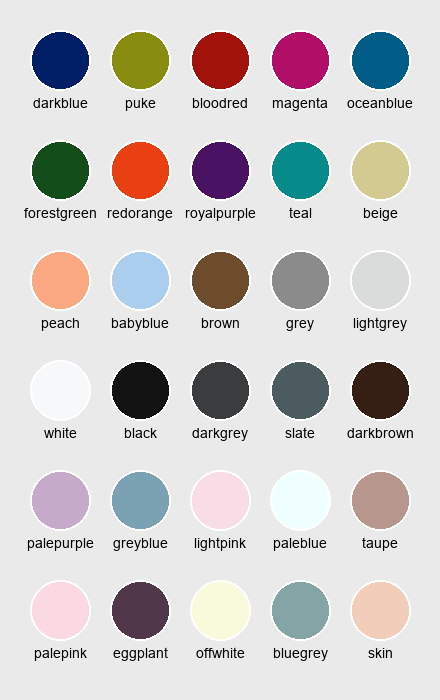 darkblue puke bloodred magenta oceanblue
forestgreen redorange royalpurple teal beige
peach babyblue brown grey lightgrey
white black darkgrey slate darkbrown
palepurple greyblue lightpink paleblue taupe
palepink eggplant offwhite bluegrey skin